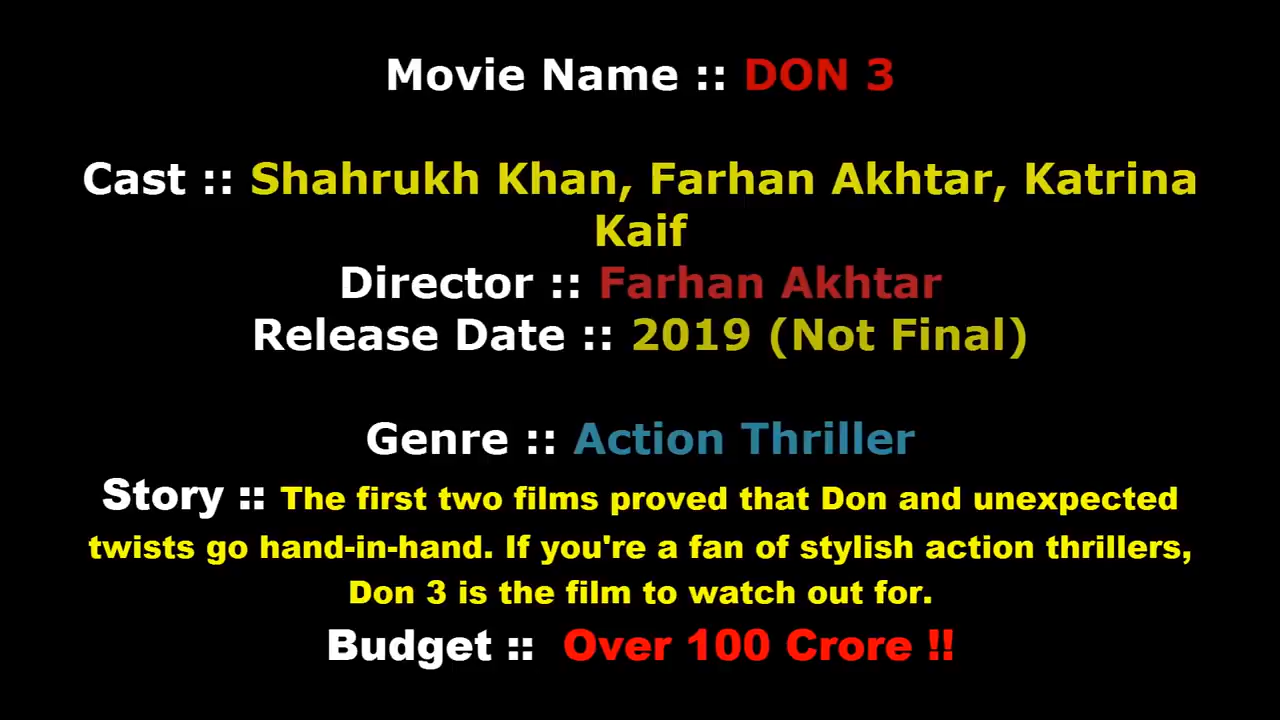 Movie Name :: DON 3
Cast :: Shahrukh Khan, Farhan Akhtar, Katrina
Kaif
Director :: Farhan Akhtar
Release Date :: 2019 (Not Final)
Genre :: Action Thriller
Story :: The first two films proved that Don and unexpected
twists go hand-in-hand. If you're a fan of stylish action thrillers,
Don 3 is the film to watch out for.
Budget :: Over 100 Crore !!